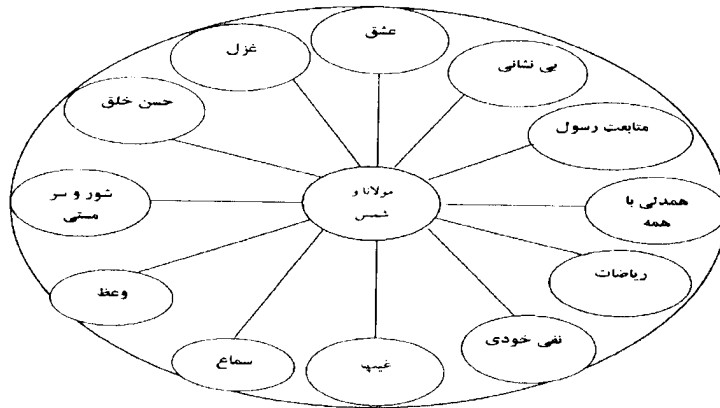 عشق
بی نشانی
متابعت رسول
همدلی با
همه
ریاضات
نفی خودی
سماع
وعظ
شور و سر
مستی
حسن خلق
غزل
مولانا و
شمس